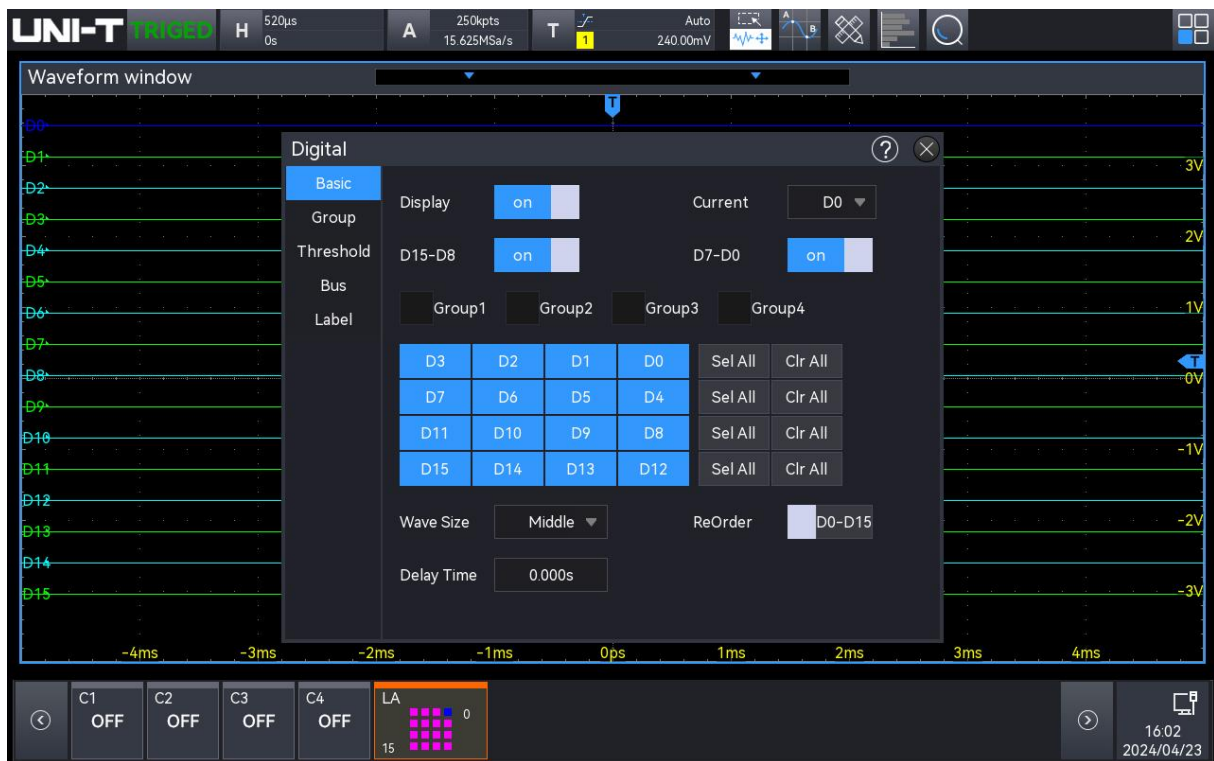 UNI-T TRIGED H 520μs 0s A 250kpts 15.625MSa/s T 1 Auto 240.00mV A B
Waveform window
T
D0
Digital ?
D1
3V
Basic
D2
Display on Current D0
Group
D3
2V
Threshold
D4
D15-D8 on D7-D0 on
D5
Bus
D6
Group1 Group2 Group3 Group4
1V
Label
D7
D3 D2 D1 D0 Sel All Clr All
T
D8
0V
D7 D6 D5 D4 Sel All Clr All
D9
D10
D11 D10 D9 D8 Sel All Clr All
-1V
D11
D15 D14 D13 D12 Sel All Clr All
D12
Wave Size Middle ReOrder D0-D15
-2V
D13
D14
Delay Time 0.000s
D15
-3V
-4ms -3ms -2ms -1ms 0ps 1ms 2ms 3ms 4ms
C1 OFF
C2 OFF
C3 OFF
C4 OFF
LA 0
15
16:02
2024/04/23